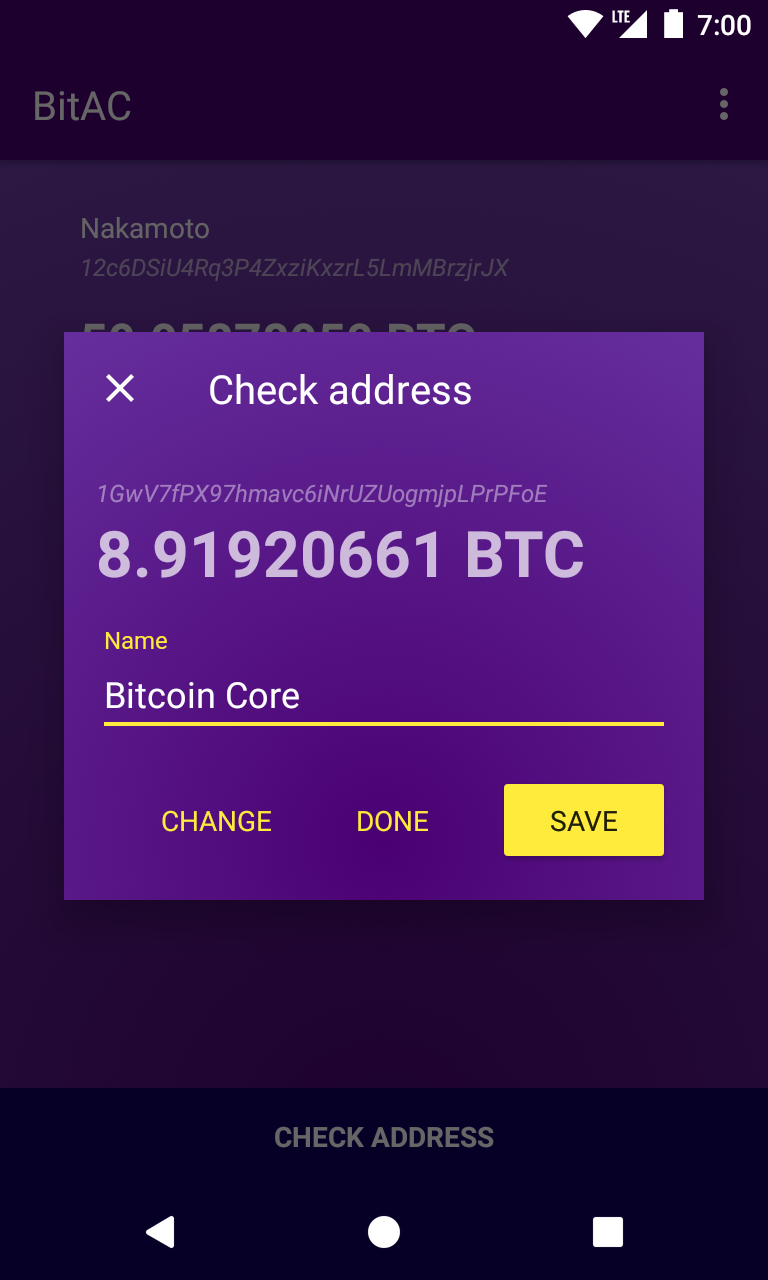 LTE 7:00
BitAC
Nakamoto
12c6DSiU4Rq3P4ZxziKxzrL5LmMBrzjrJX
BTC
Check address
1GwV7fPX97hmavc6iNrUZUogmjpLPrPFoE
8.91920661 BTC
Name
Bitcoin Core
CHANGE DONE SAVE
CHECK ADDRESS